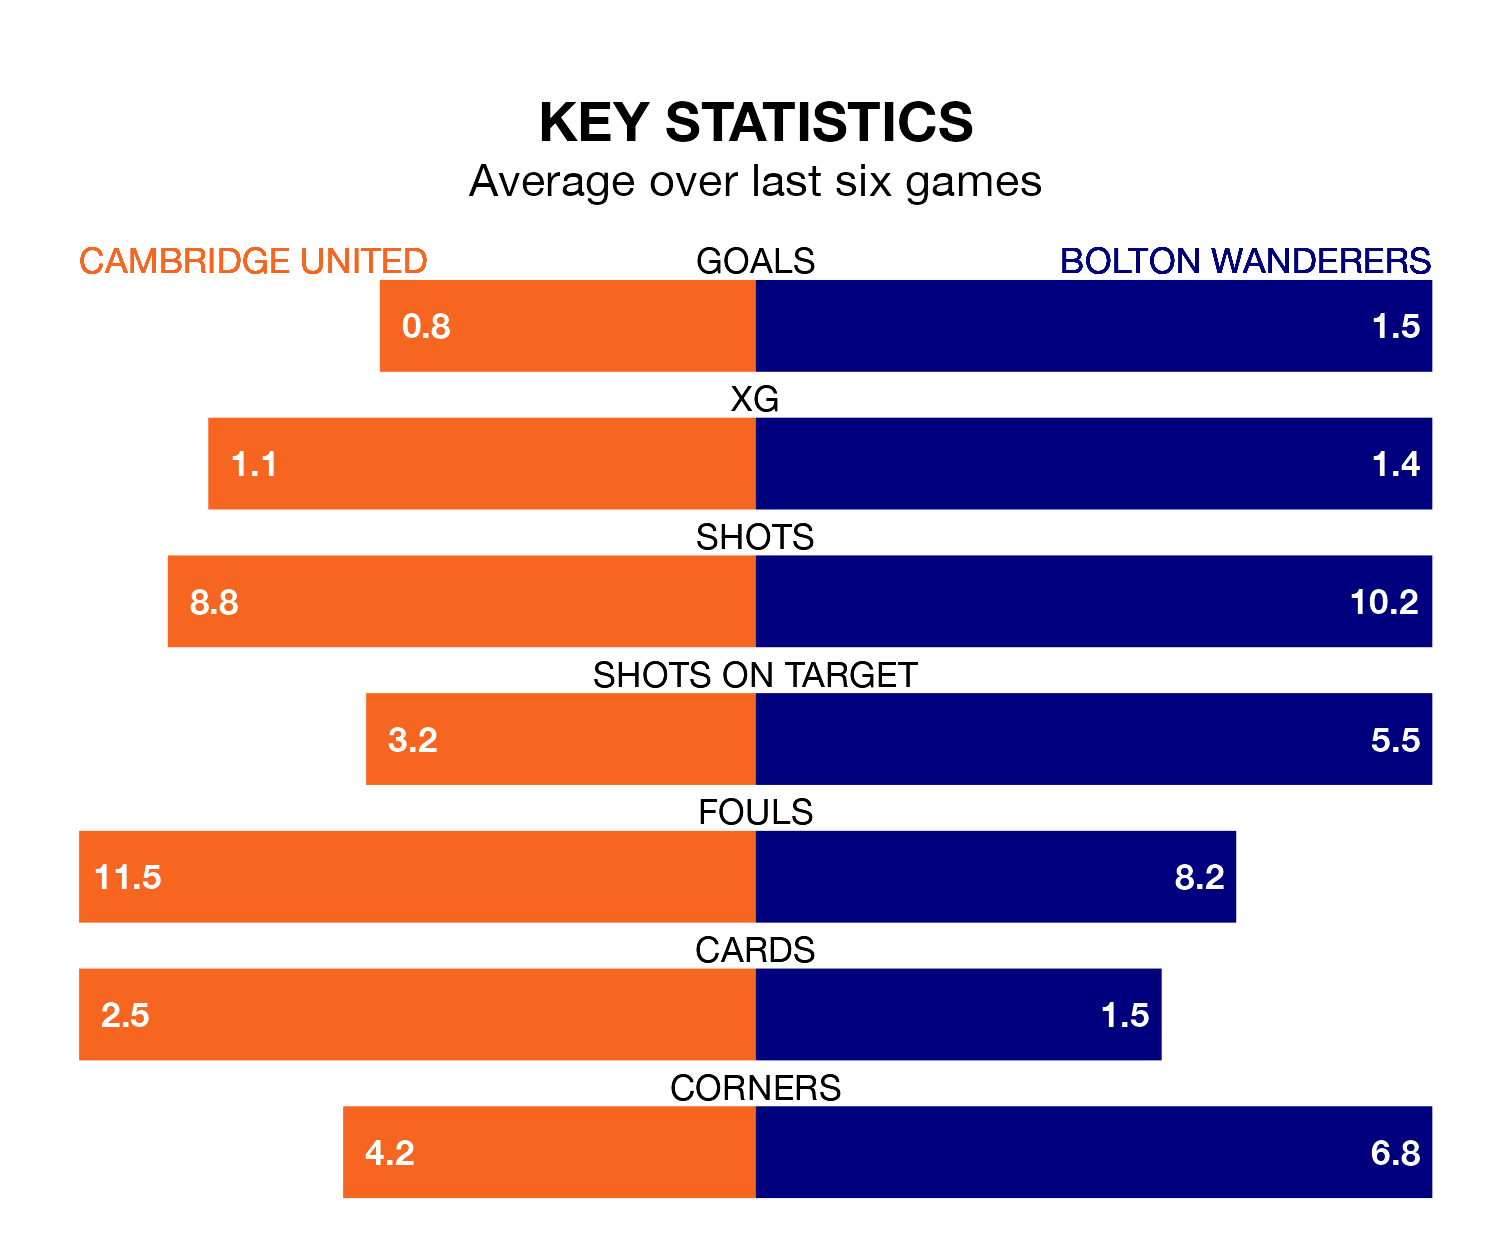 KEY STATISTICS
Average over last six games
CAMBRIDGE UNITED GOALS BOLTON WANDERERS
0.8 1.5
XG
1.1 1.4
SHOTS
8.8 10.2
SHOTS ON TARGET
3.2 5.5
FOULS
11.5 8.2
CARDS
2.5 1.5
CORNERS
4.2 6.8